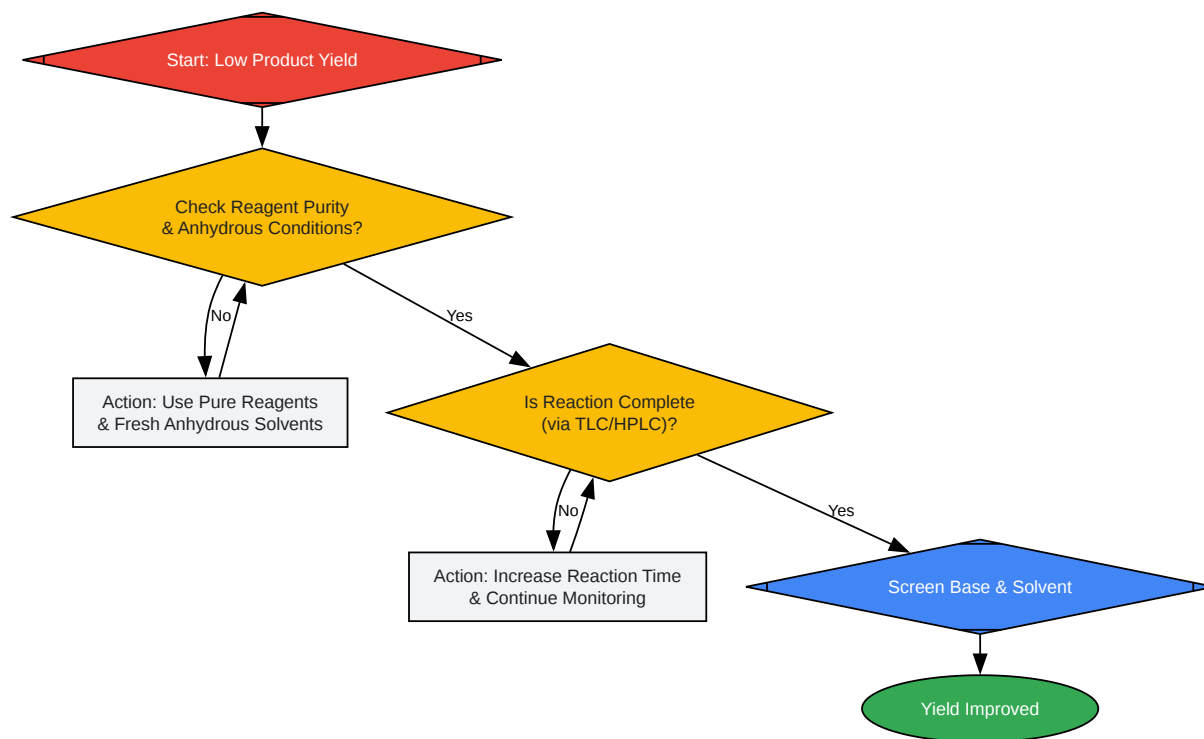 Start: Low Product Yield
Check Reagent Purity
& Anhydrous Conditions?
No
Yes
Action: Use Pure Reagents
& Fresh Anhydrous Solvents
Is Reaction Complete
(via TLC/HPLC)?
No
Yes
Action: Increase Reaction Time
& Continue Monitoring
Screen Base & Solvent
Yield Improved